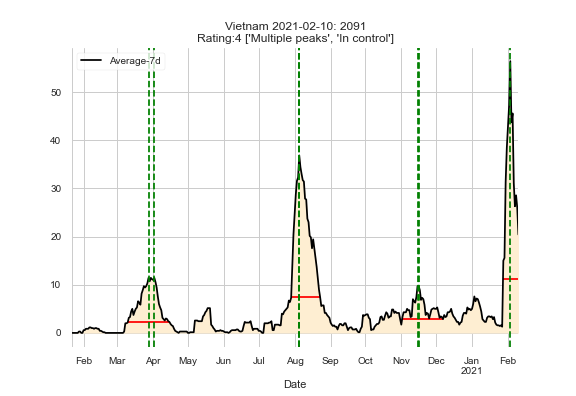 Vietnam 2021-02-10: 2091
Rating:4 ['Multiple peaks', 'In control']
Average-7d
50
40
30
20
10
0
Feb Mar Apr May Jun Jul Aug Sep Oct Nov Dec Jan Feb
2021
Date